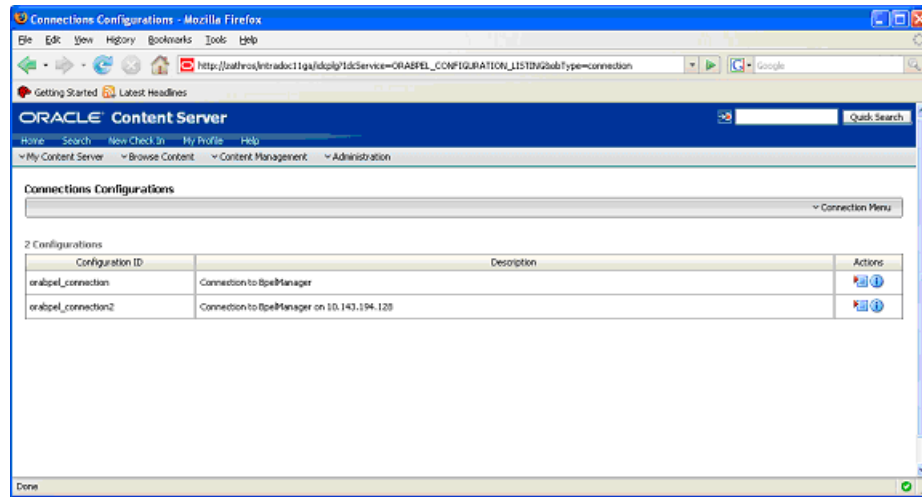 Connections Configurations - Mozilla Firefox
File Edit View History Bookmarks Tools Help
http://zathros/intradoc11ga/idcplg?IdcService=ORABPEL_CONFIGURATION_LISTING&subType=connection Google
Getting Started Latest Headlines
ORACLE Content Server Quick Search
Home Search New Check In My Profile Help
My Content Server Browse Content Content Management Administration
Connections Configurations
Connection Menu
2 Configurations
Configuration ID Description Actions
orabpel_connection Connection to BpelManager
orabpel_connection2 Connection to BpelManager on 10.143.194.128
Done